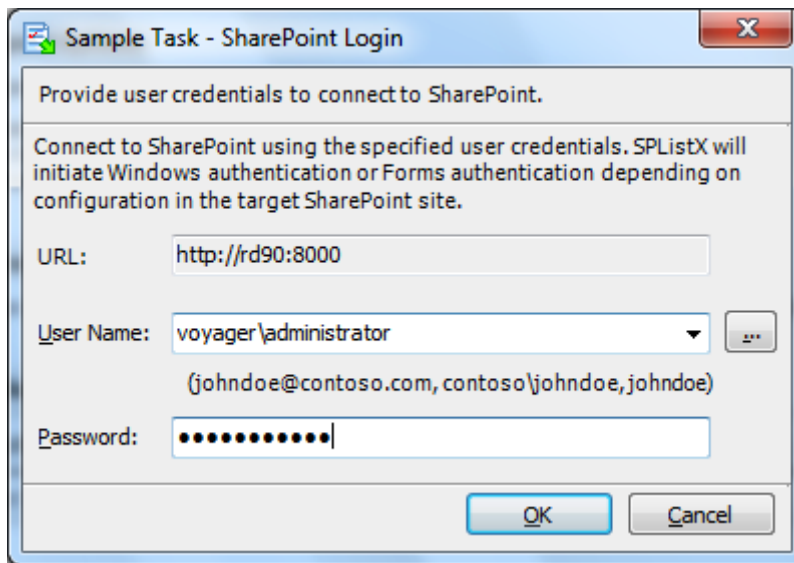 Sample Task - SharePoint Login
Provide user credentials to connect to SharePoint.
Connect to SharePoint using the specified user credentials. SPListX will
initiate Windows authentication or Forms authentication depending on
configuration in the target SharePoint site.
URL: http://rd90:8000
User Name: voyager\administrator ...
(johndoe@contoso.com, contoso\johndoe, johndoe)
Password: ●●●●●●●●●●●
OK Cancel